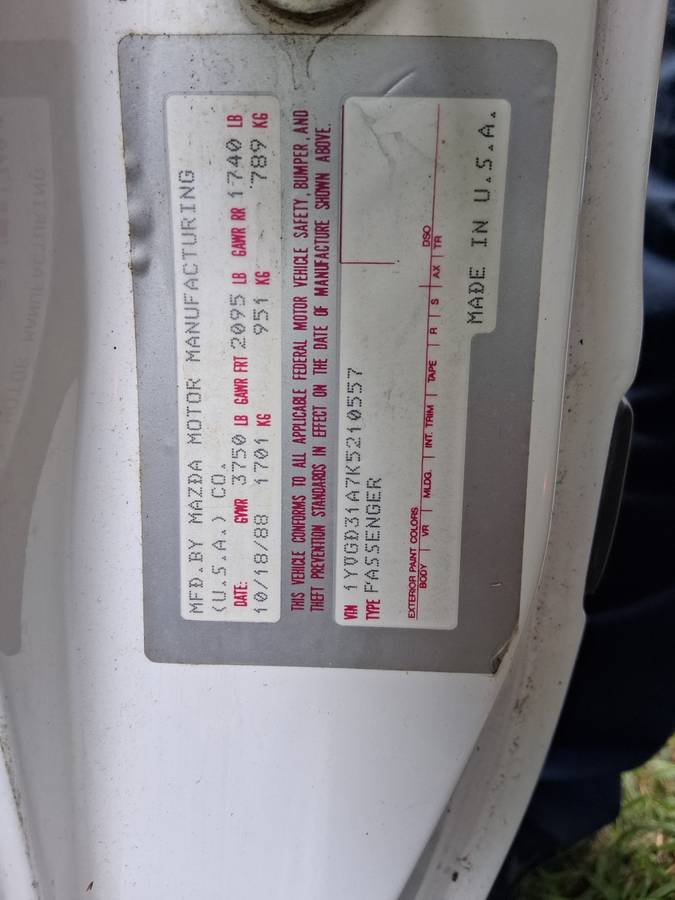 MFD.BY MAZDA MOTOR MANUFACTURING
(U.S.A.) CO.
DATE: GVWR 3750 LB GAWR FRT 2095 LB GAWR RR 1740 LB
10/18/88 1701 KG 951 KG 789 KG
THIS VEHICLE CONFORMS TO ALL APPLICABLE FEDERAL MOTOR VEHICLE SAFETY, BUMPER, AND
THEFT PREVENTION STANDARDS IN EFFECT ON THE DATE OF MANUFACTURE SHOWN ABOVE.
VIN 1YVGD31A7K5210557
TYPE PASSENGER
EXTERIOR PAINT COLORS DSO
BODY | VR | MLDG. | INT. TRIM | TAPE | R | S | AX | TR
MADE IN U.S.A.